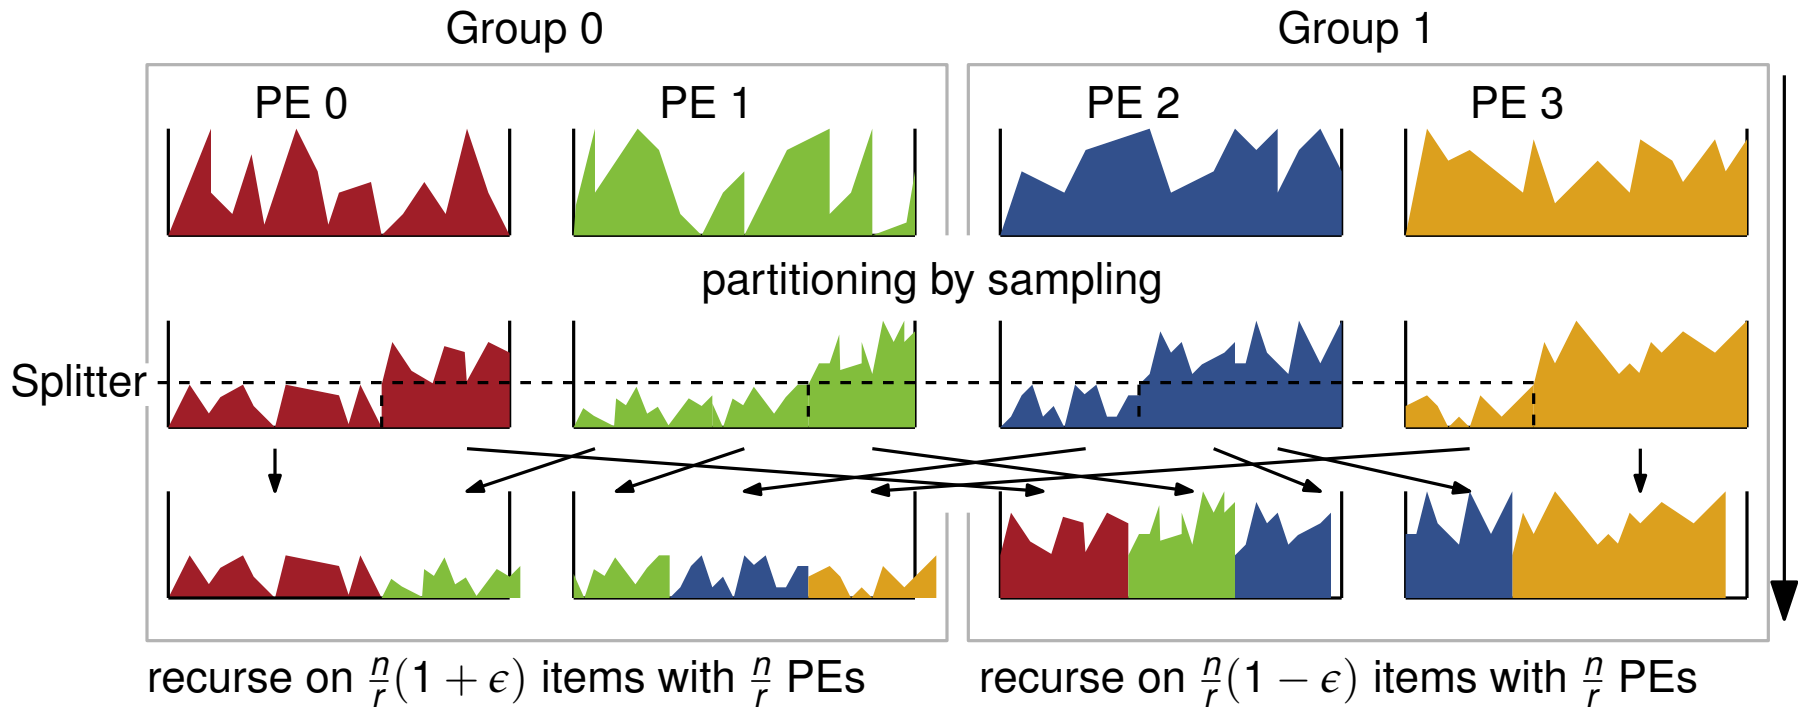 Group 0
Group 1
PE 0
PE 1
PE 2
PE 3
partitioning by sampling
Splitter
recurse on n/r (1 + ϵ) items with n/r PEs
recurse on n/r (1 − ϵ) items with n/r PEs